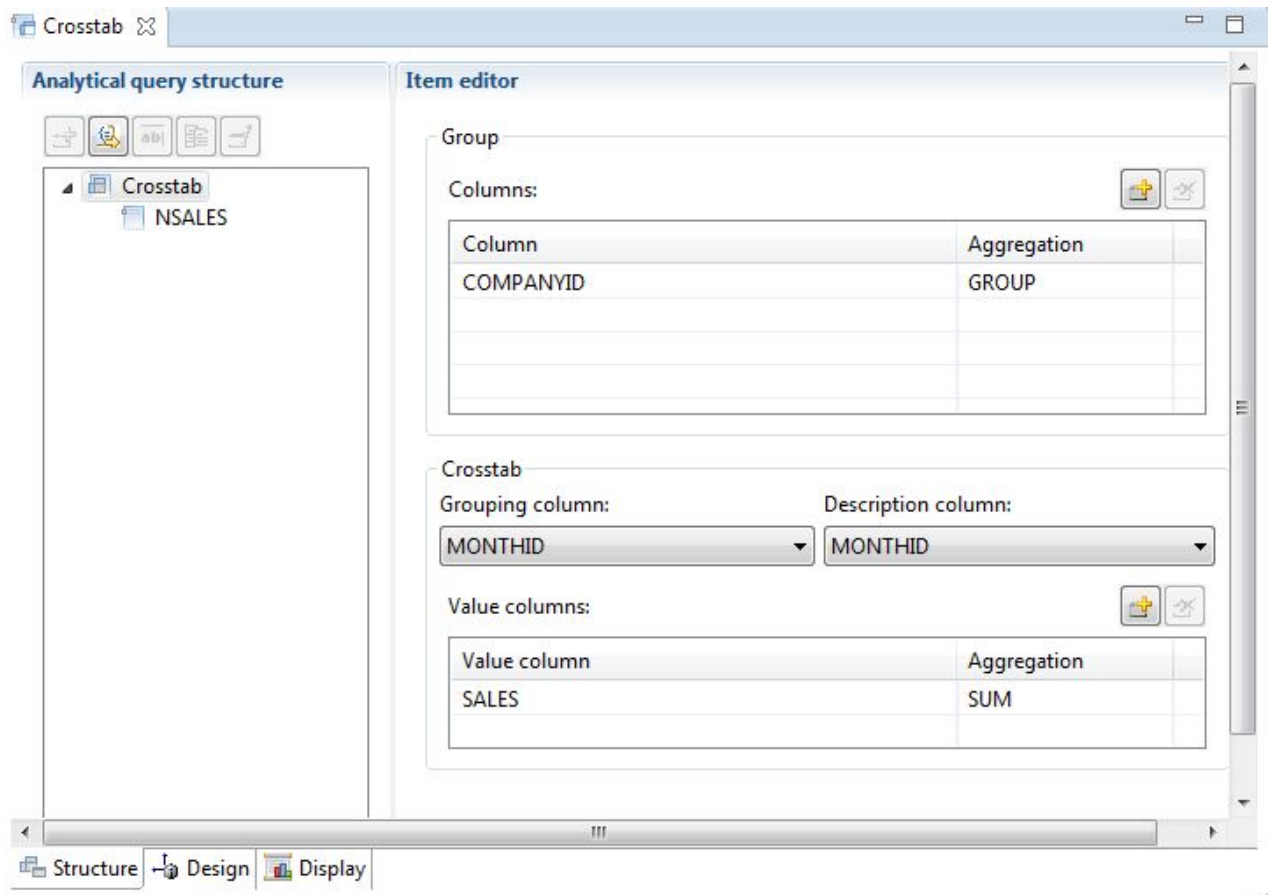 Crosstab
Analytical query structure
Item editor
ab|
Crosstab
NSALES
Group
Columns:
Column Aggregation
COMPANYID GROUP
Crosstab
Grouping column: Description column:
MONTHID MONTHID
Value columns:
Value column Aggregation
SALES SUM
Structure Design Display